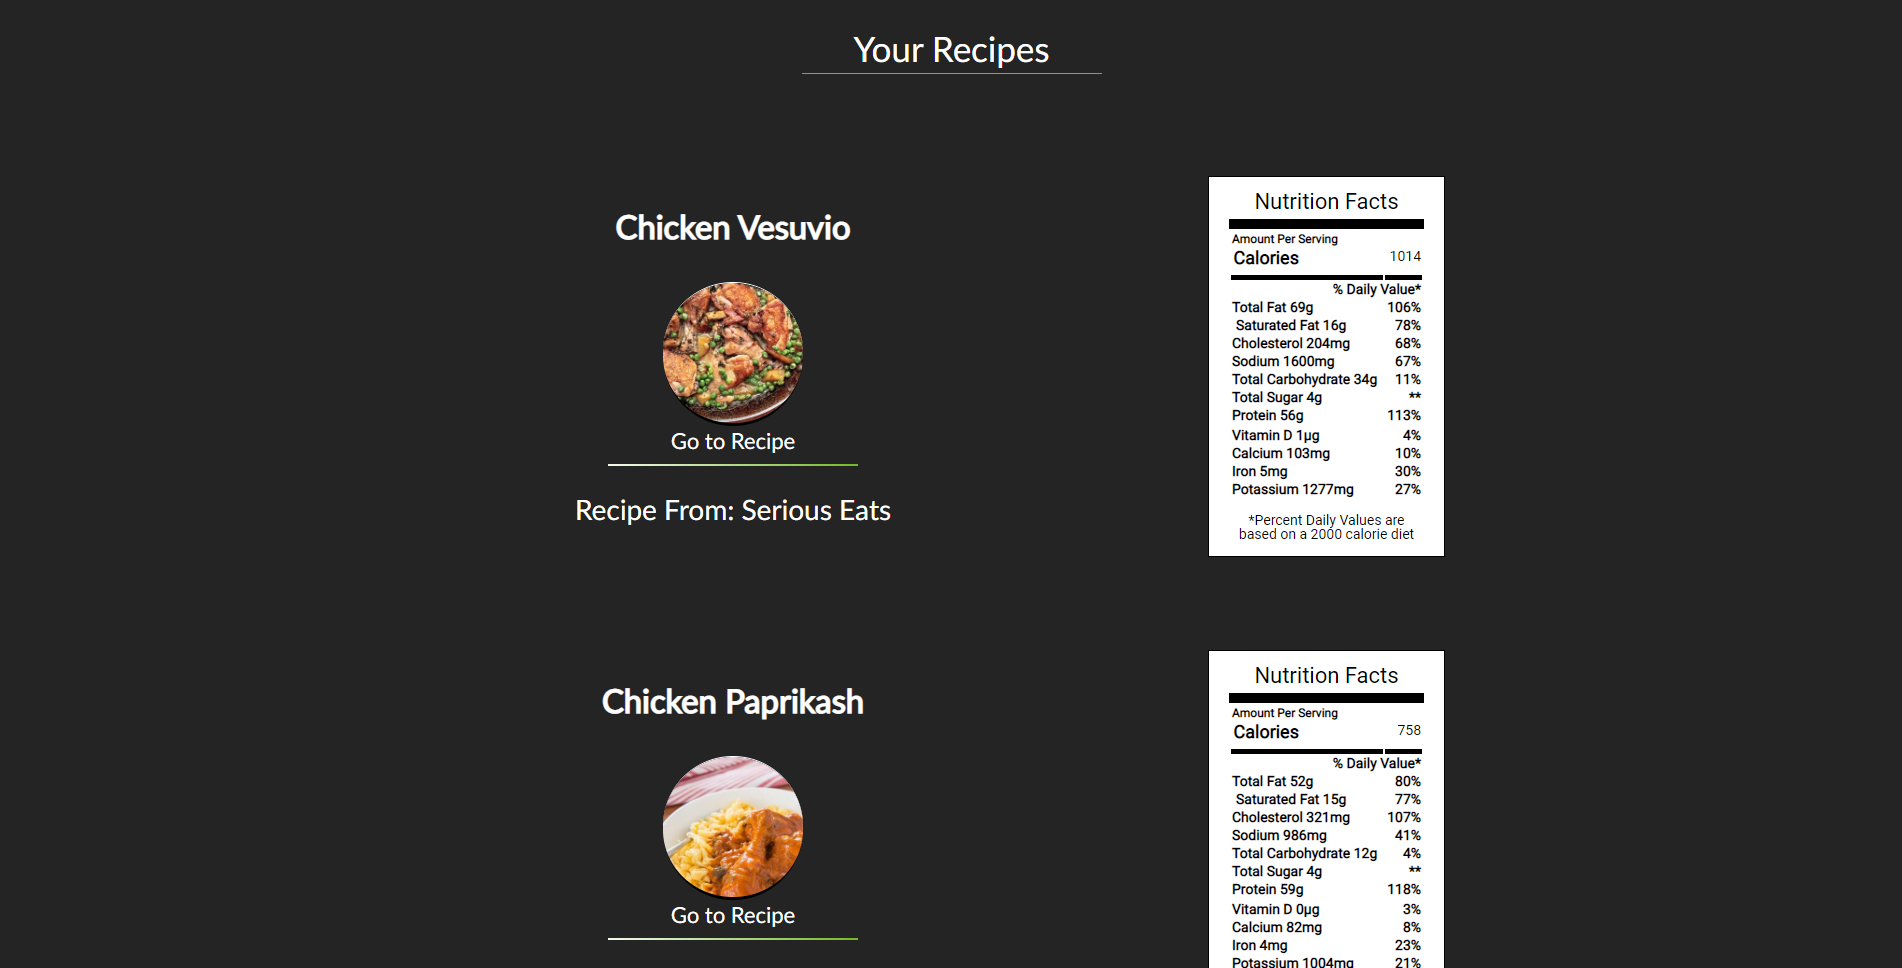 Your Recipes
Chicken Vesuvio
Go to Recipe
Recipe From: Serious Eats
Nutrition Facts
Amount Per Serving
Calories 1014
% Daily Value*
Total Fat 69g 106%
Saturated Fat 16g 78%
Cholesterol 204mg 68%
Sodium 1600mg 67%
Total Carbohydrate 34g 11%
Total Sugar 4g **
Protein 56g 113%
Vitamin D 1µg 4%
Calcium 103mg 10%
Iron 5mg 30%
Potassium 1277mg 27%
*Percent Daily Values are
based on a 2000 calorie diet
Chicken Paprikash
Go to Recipe
Nutrition Facts
Amount Per Serving
Calories 758
% Daily Value*
Total Fat 52g 80%
Saturated Fat 15g 77%
Cholesterol 321mg 107%
Sodium 986mg 41%
Total Carbohydrate 12g 4%
Total Sugar 4g **
Protein 59g 118%
Vitamin D 0µg 3%
Calcium 82mg 8%
Iron 4mg 23%
Potassium 1004mg 21%